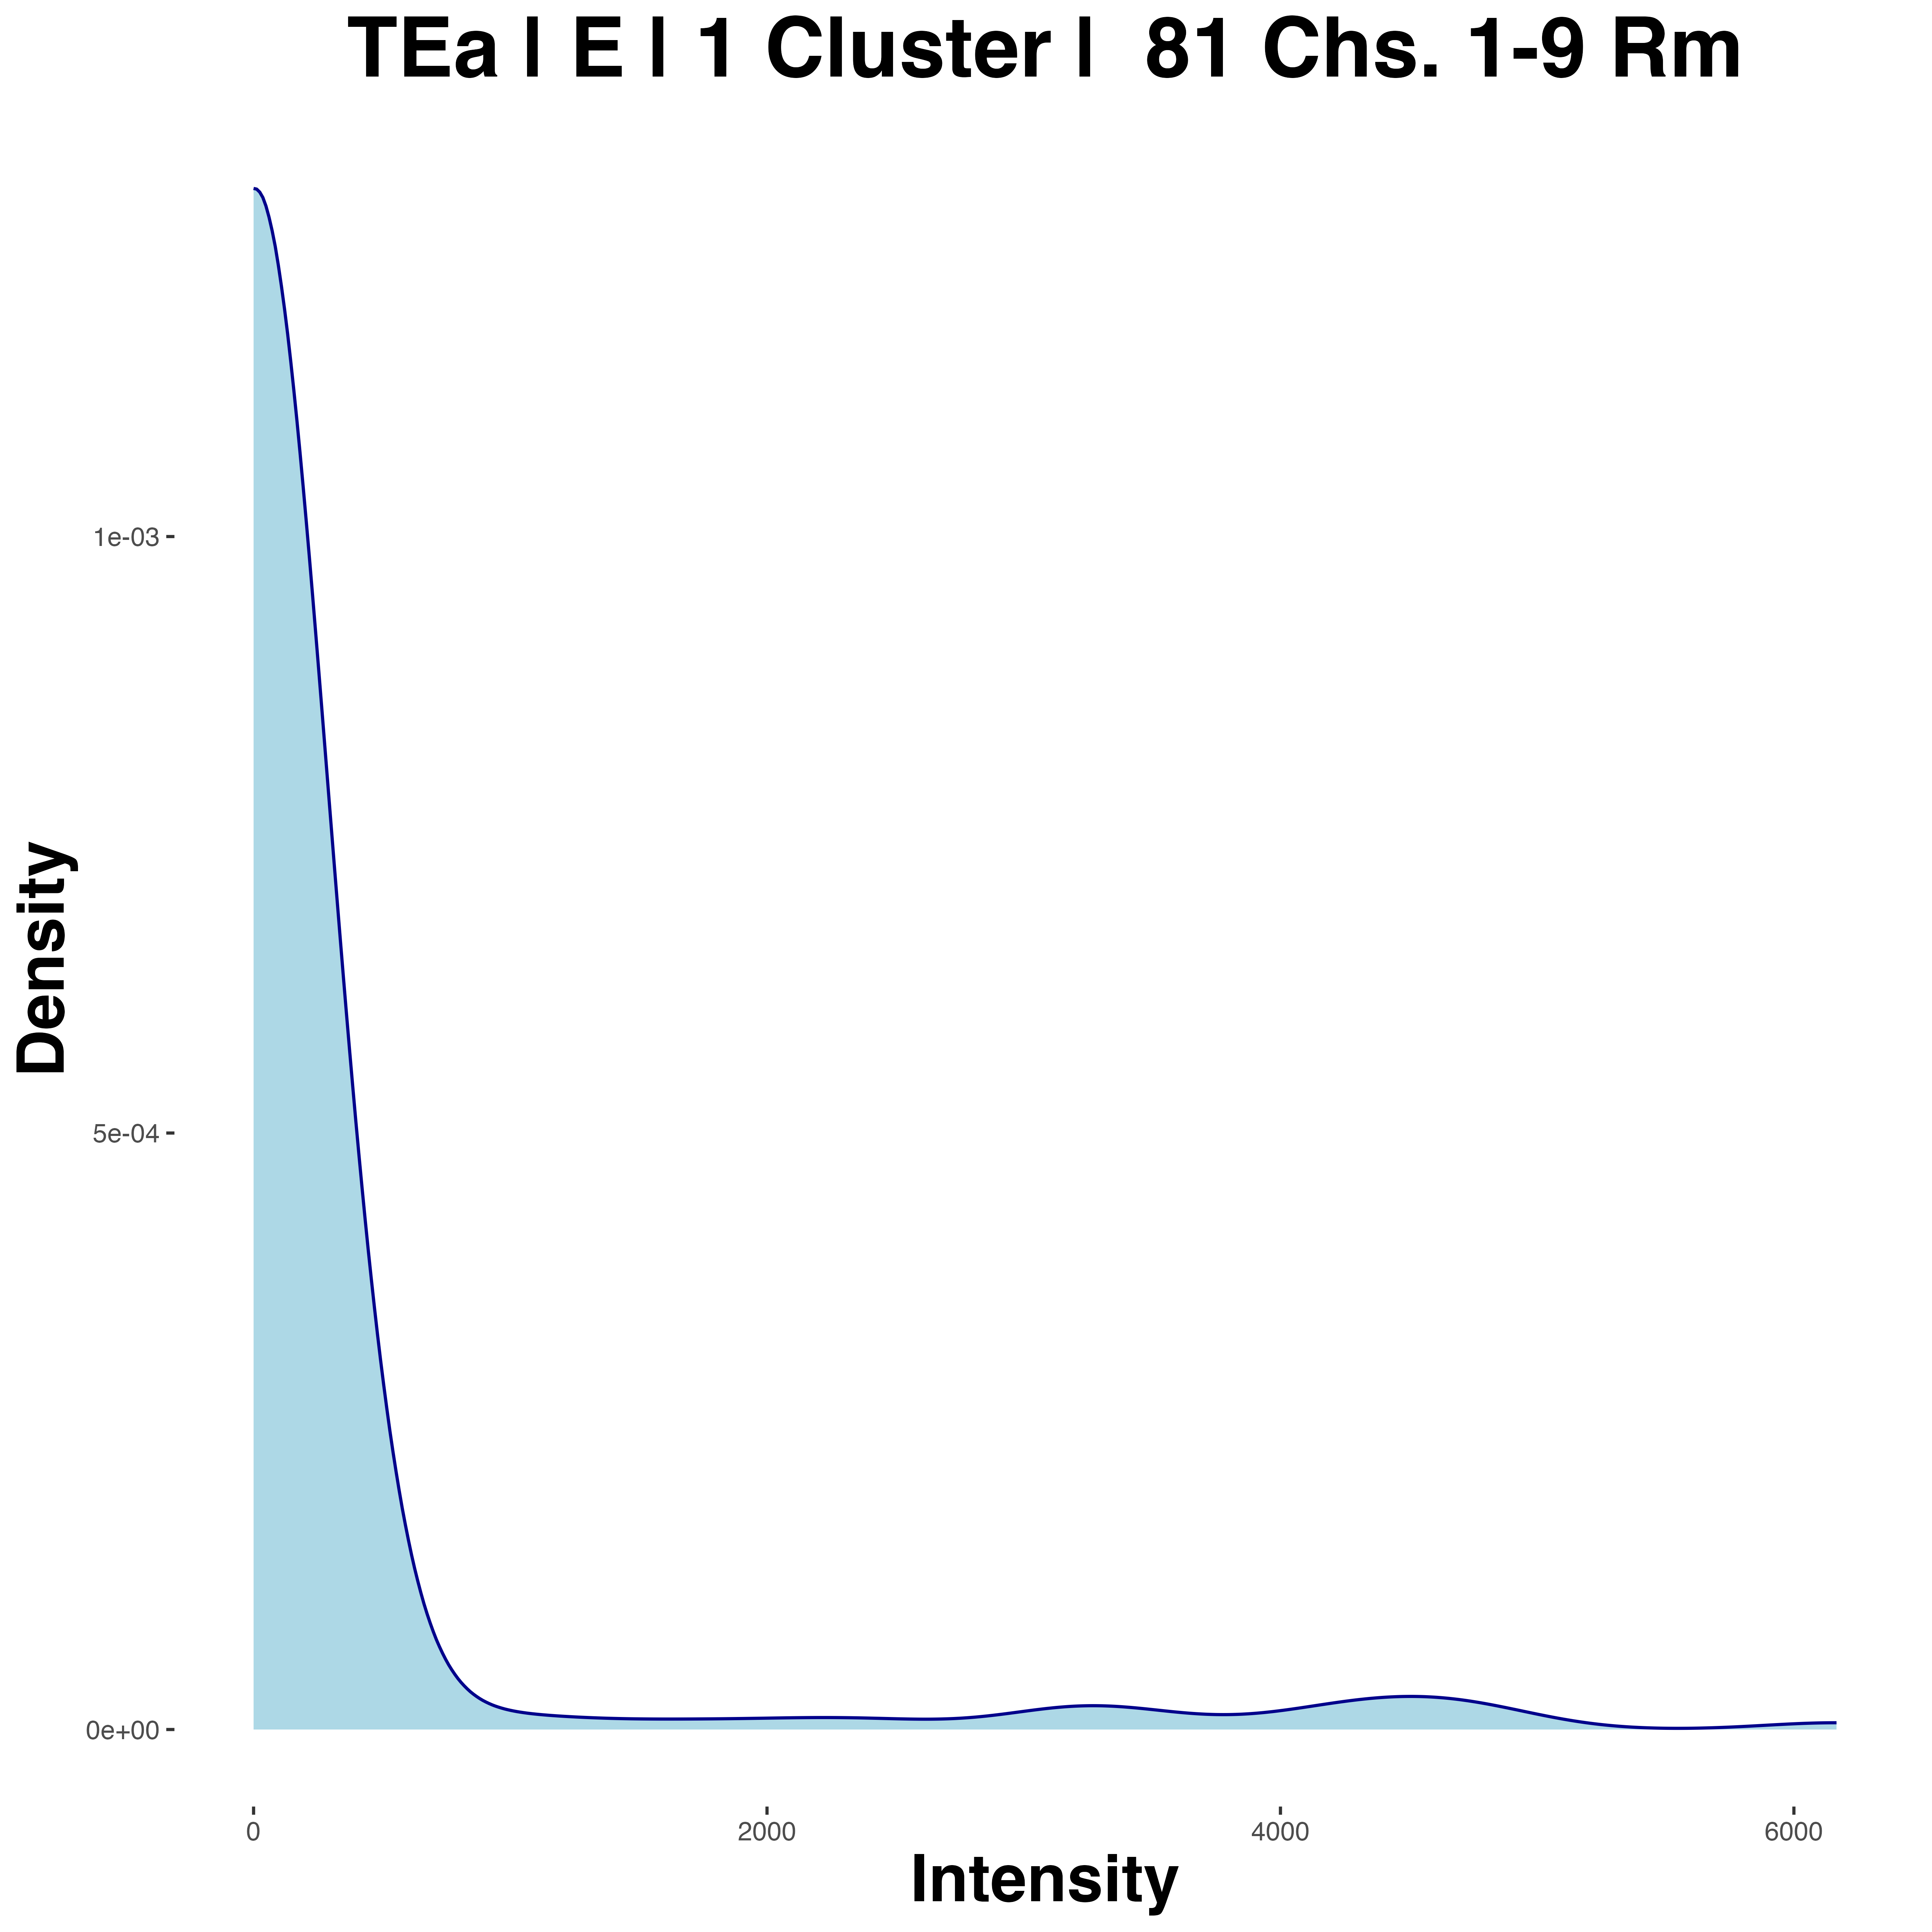 TEa | E | 1 Cluster |  81 Chs. 1-9 Rm
Density
1e-03
5e-04
0e+00
0 2000 4000 6000
Intensity